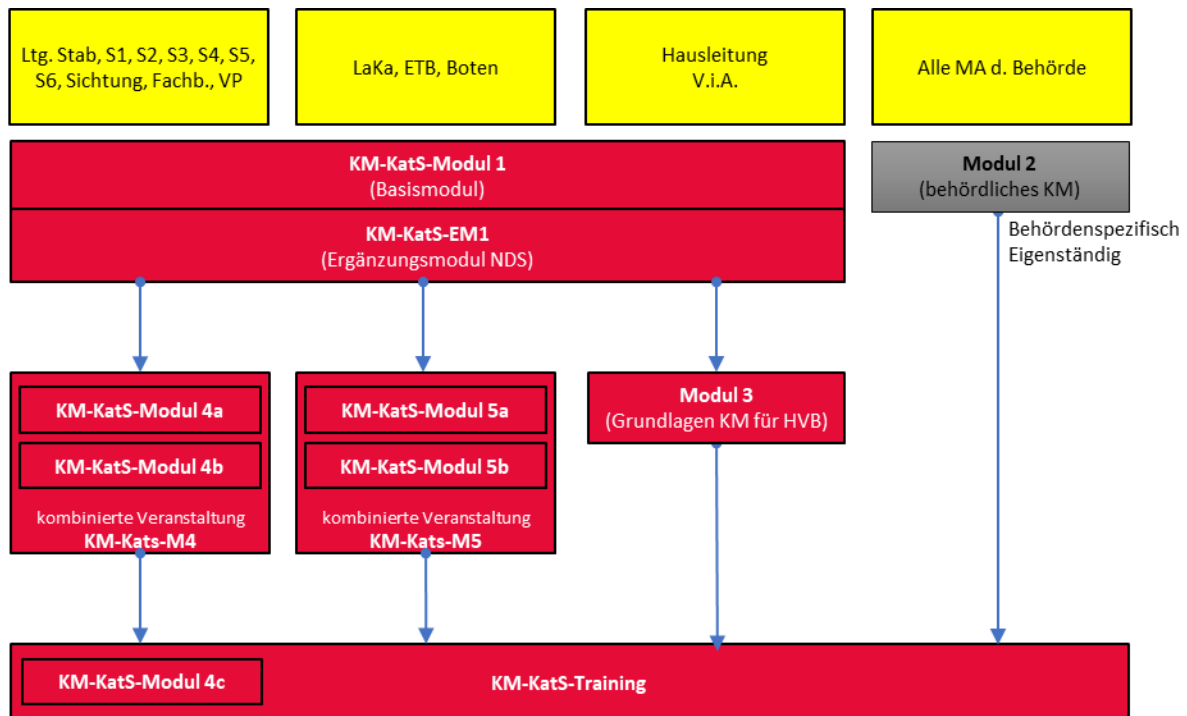 Ltg. Stab, S1, S2, S3, S4, S5,
S6, Sichtung, Fachb., VP
LaKa, ETB, Boten
Hausleitung
V.i.A.
Alle MA d. Behörde
KM-KatS-Modul 1
(Basismodul)
Modul 2
(behördliches KM)
KM-KatS-EM1
(Ergänzungsmodul NDS)
Behördenspezifisch
Eigenständig
KM-KatS-Modul 4a
KM-KatS-Modul 4b
kombinierte Veranstaltung
KM-Kats-M4
KM-KatS-Modul 5a
KM-KatS-Modul 5b
kombinierte Veranstaltung
KM-Kats-M5
Modul 3
(Grundlagen KM für HVB)
KM-KatS-Modul 4c
KM-KatS-Training